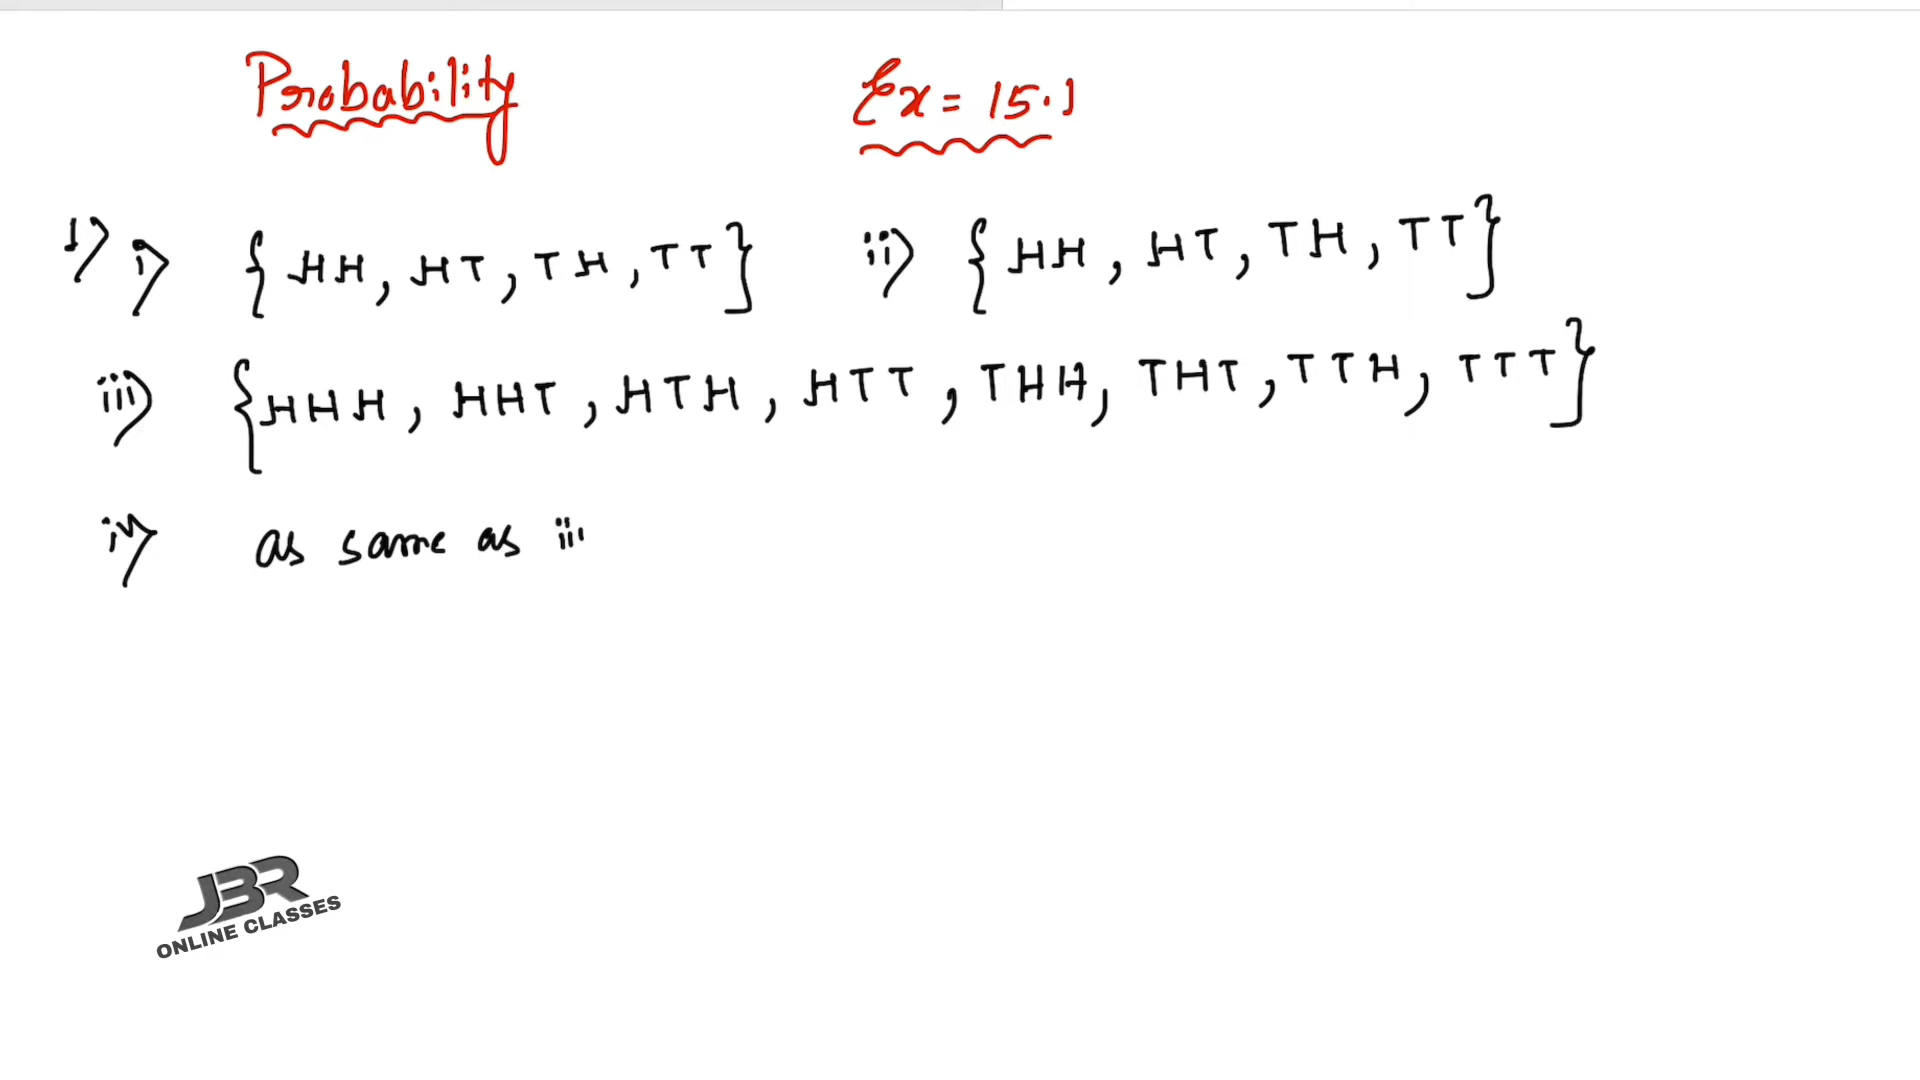 Probability Ex = 15.1
1) i) {HH, HT, TH, TT} ii) {HH, HT, TH, TT}
iii) {HHH, HHT, HTH, HTT, THH, THT, TTH, TTT}
iv) as same as iii
JBR
ONLINE CLASSES